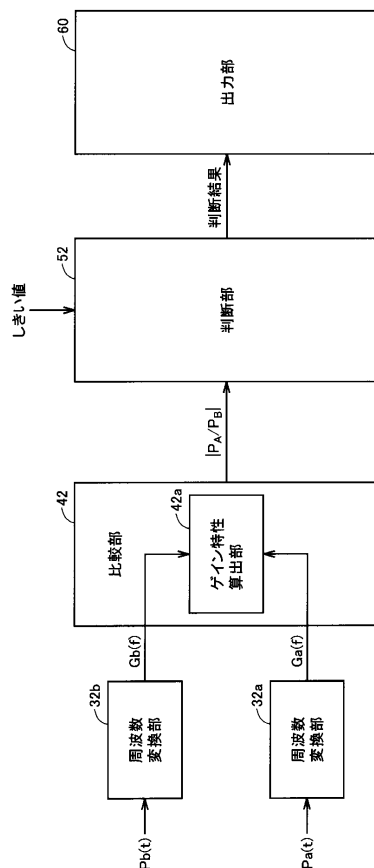 Pb(t)
32b
周波数
変換部
Gb(f)
Pa(t)
32a
周波数
変換部
Ga(f)
42
比較部
42a
ゲイン特性
算出部
|PA/PB|
しきい値
52
判断部
判断結果
60
出力部